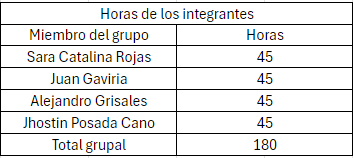 Horas de los integrantes
Miembro del grupo Horas
Sara Catalina Rojas 45
Juan Gaviria 45
Alejandro Grisales 45
Jhostin Posada Cano 45
Total grupal 180